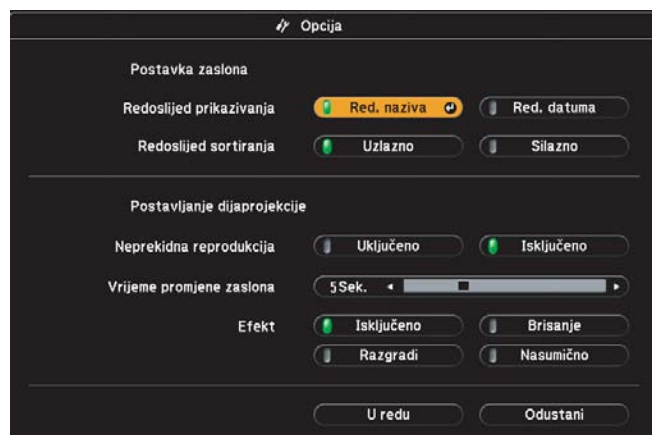 Opcija
Postavka zaslona
Redoslijed prikazivanja Red. naziva Red. datuma
Redoslijed sortiranja Uzlazno Silazno
Postavljanje dijaprojekcije
Neprekidna reprodukcija Uključeno Isključeno
Vrijeme promjene zaslona 5Sek.
Efekt Isključeno Brisanje
Razgradi Nasumično
U redu Odustani